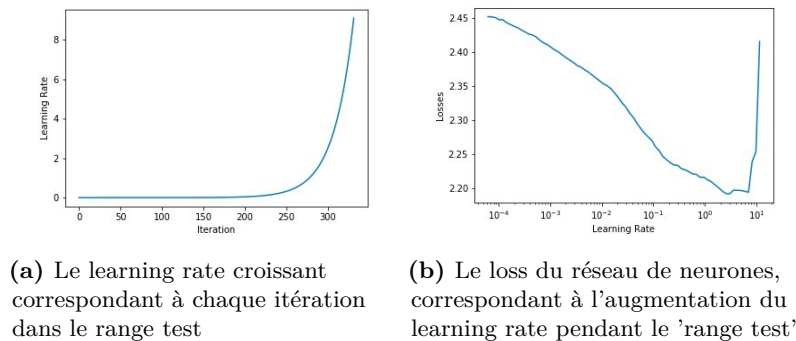 8
6
4
2
0
Learning Rate
0 50 100 150 200 250 300
Iteration
2.45
2.40
2.35
2.30
2.25
2.20
Losses
10⁻⁴ 10⁻³ 10⁻² 10⁻¹ 10⁰ 10¹
Learning Rate
(a) Le learning rate croissant
correspondant à chaque itération
dans le range test
(b) Le loss du réseau de neurones,
correspondant à l'augmentation du
learning rate pendant le 'range test'